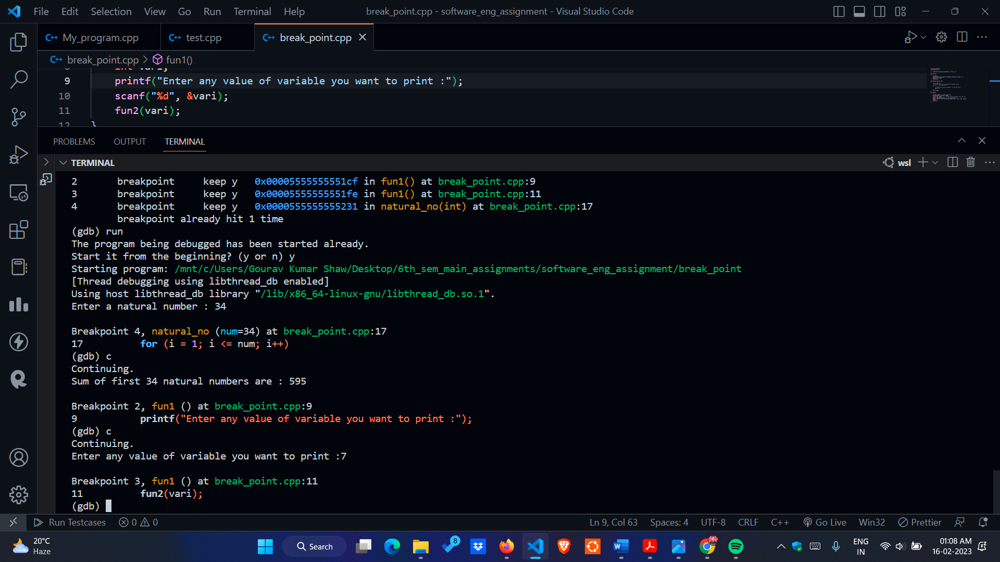 File Edit Selection View Go Run Terminal Help
break_point.cpp - software_eng_assignment - Visual Studio Code
My_program.cpp
test.cpp
break_point.cpp
break_point.cpp > fun1()
int vari;
9 printf("Enter any value of variable you want to print :");
10 scanf("%d", &vari);
11 fun2(vari);
12 }
PROBLEMS OUTPUT TERMINAL
TERMINAL
wsl
2 breakpoint keep y 0x00005555555551cf in fun1() at break_point.cpp:9
3 breakpoint keep y 0x00005555555551fe in fun1() at break_point.cpp:11
4 breakpoint keep y 0x0000555555555231 in natural_no(int) at break_point.cpp:17
breakpoint already hit 1 time
(gdb) run
The program being debugged has been started already.
Start it from the beginning? (y or n) y
Starting program: /mnt/c/Users/Gourav Kumar Shaw/Desktop/6th_sem_main_assignments/software_eng_assignment/break_point
[Thread debugging using libthread_db enabled]
Using host libthread_db library "/lib/x86_64-linux-gnu/libthread_db.so.1".
Enter a natural number : 34
Breakpoint 4, natural_no (num=34) at break_point.cpp:17
17 for (i = 1; i <= num; i++)
(gdb) c
Continuing.
Sum of first 34 natural numbers are : 595
Breakpoint 2, fun1 () at break_point.cpp:9
9 printf("Enter any value of variable you want to print :");
(gdb) c
Continuing.
Enter any value of variable you want to print :7
Breakpoint 3, fun1 () at break_point.cpp:11
11 fun2(vari);
(gdb)
Run Testcases 0 0
Ln 9, Col 63 Spaces: 4 UTF-8 CRLF C++ Go Live Win32 Prettier
20°C
Haze
Search
8
ENG
IN
01:08 AM
16-02-2023